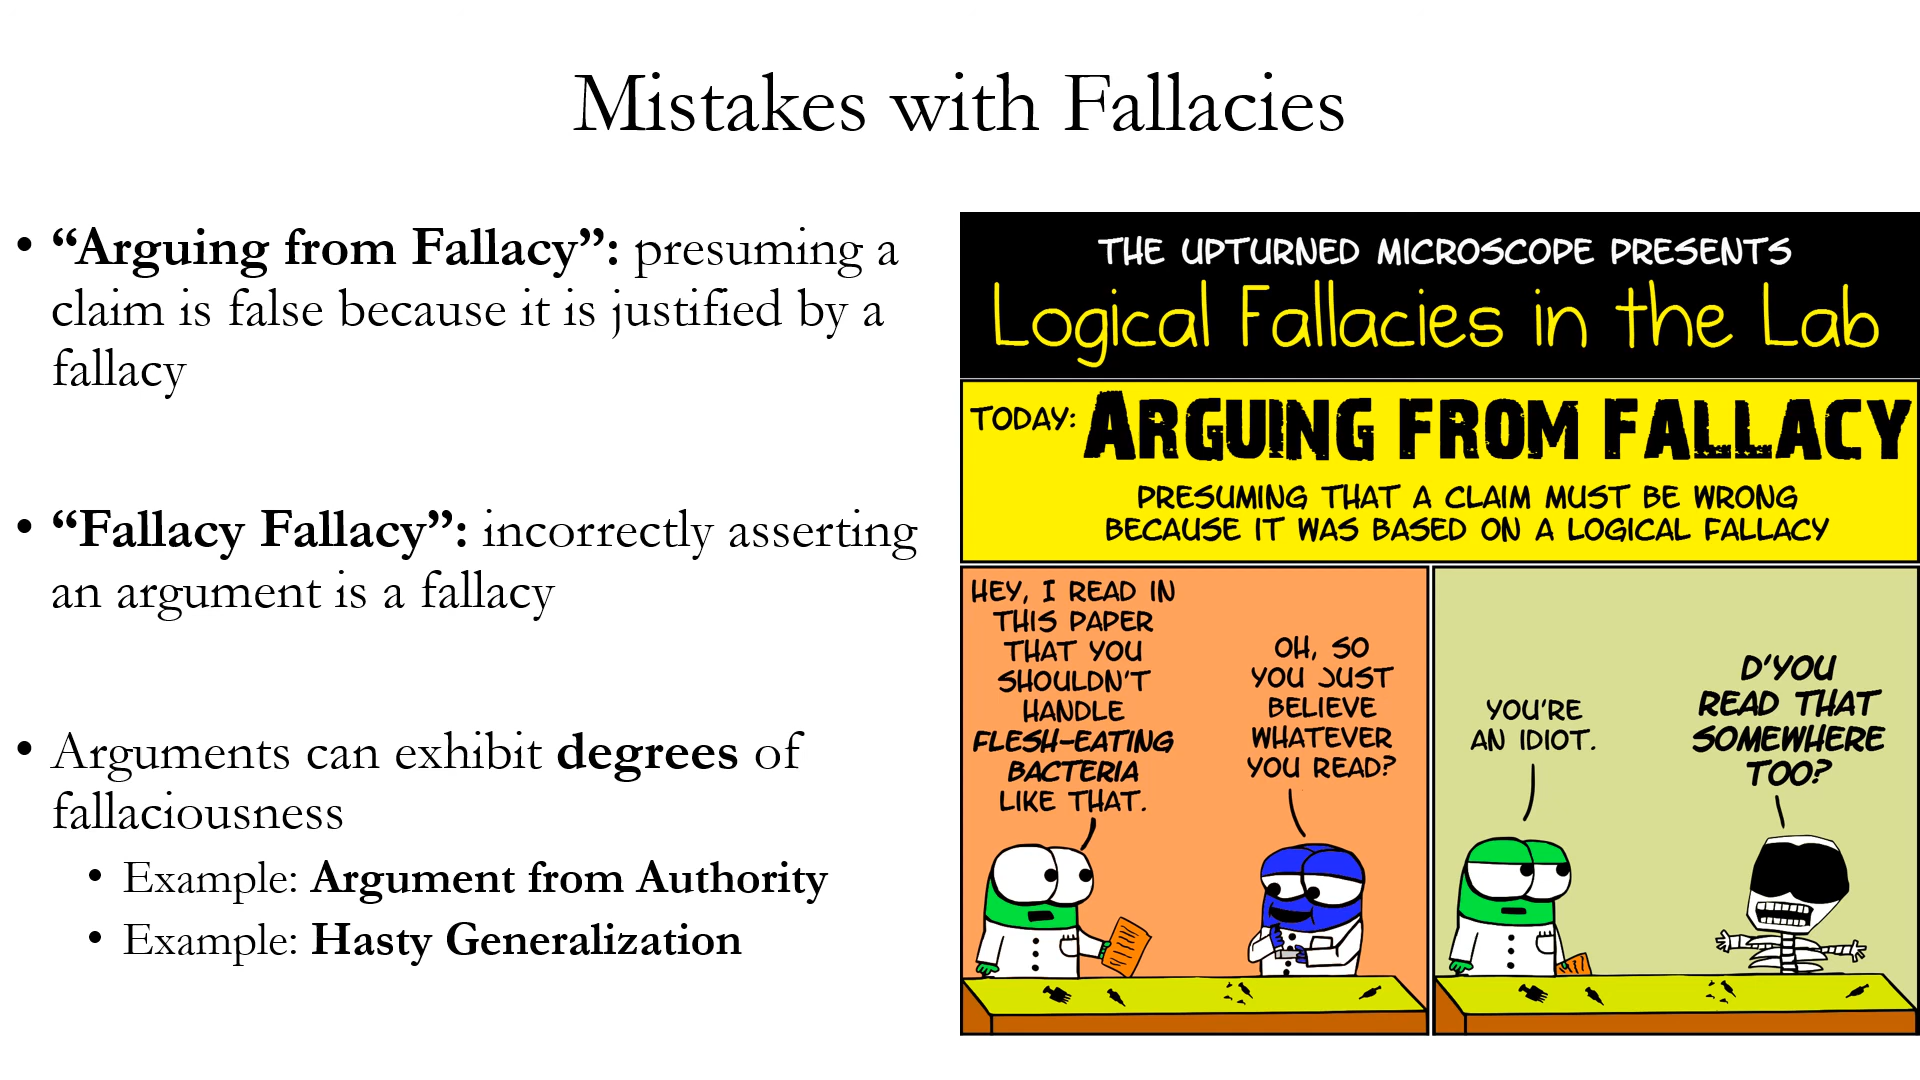 Mistakes with Fallacies
• “Arguing from Fallacy”: presuming a
claim is false because it is justified by a
fallacy
• “Fallacy Fallacy”: incorrectly asserting
an argument is a fallacy
• Arguments can exhibit degrees of
fallaciousness
• Example: Argument from Authority
• Example: Hasty Generalization
THE UPTURNED MICROSCOPE PRESENTS
Logical Fallacies in the Lab
TODAY: ARGUING FROM FALLACY
PRESUMING THAT A CLAIM MUST BE WRONG
BECAUSE IT WAS BASED ON A LOGICAL FALLACY
HEY, I READ IN
THIS PAPER
THAT YOU
SHOULDN'T
HANDLE
FLESH-EATING
BACTERIA
LIKE THAT.
OH, SO
YOU JUST
BELIEVE
WHATEVER
YOU READ?
YOU'RE
AN IDIOT.
D'YOU
READ THAT
SOMEWHERE
TOO?